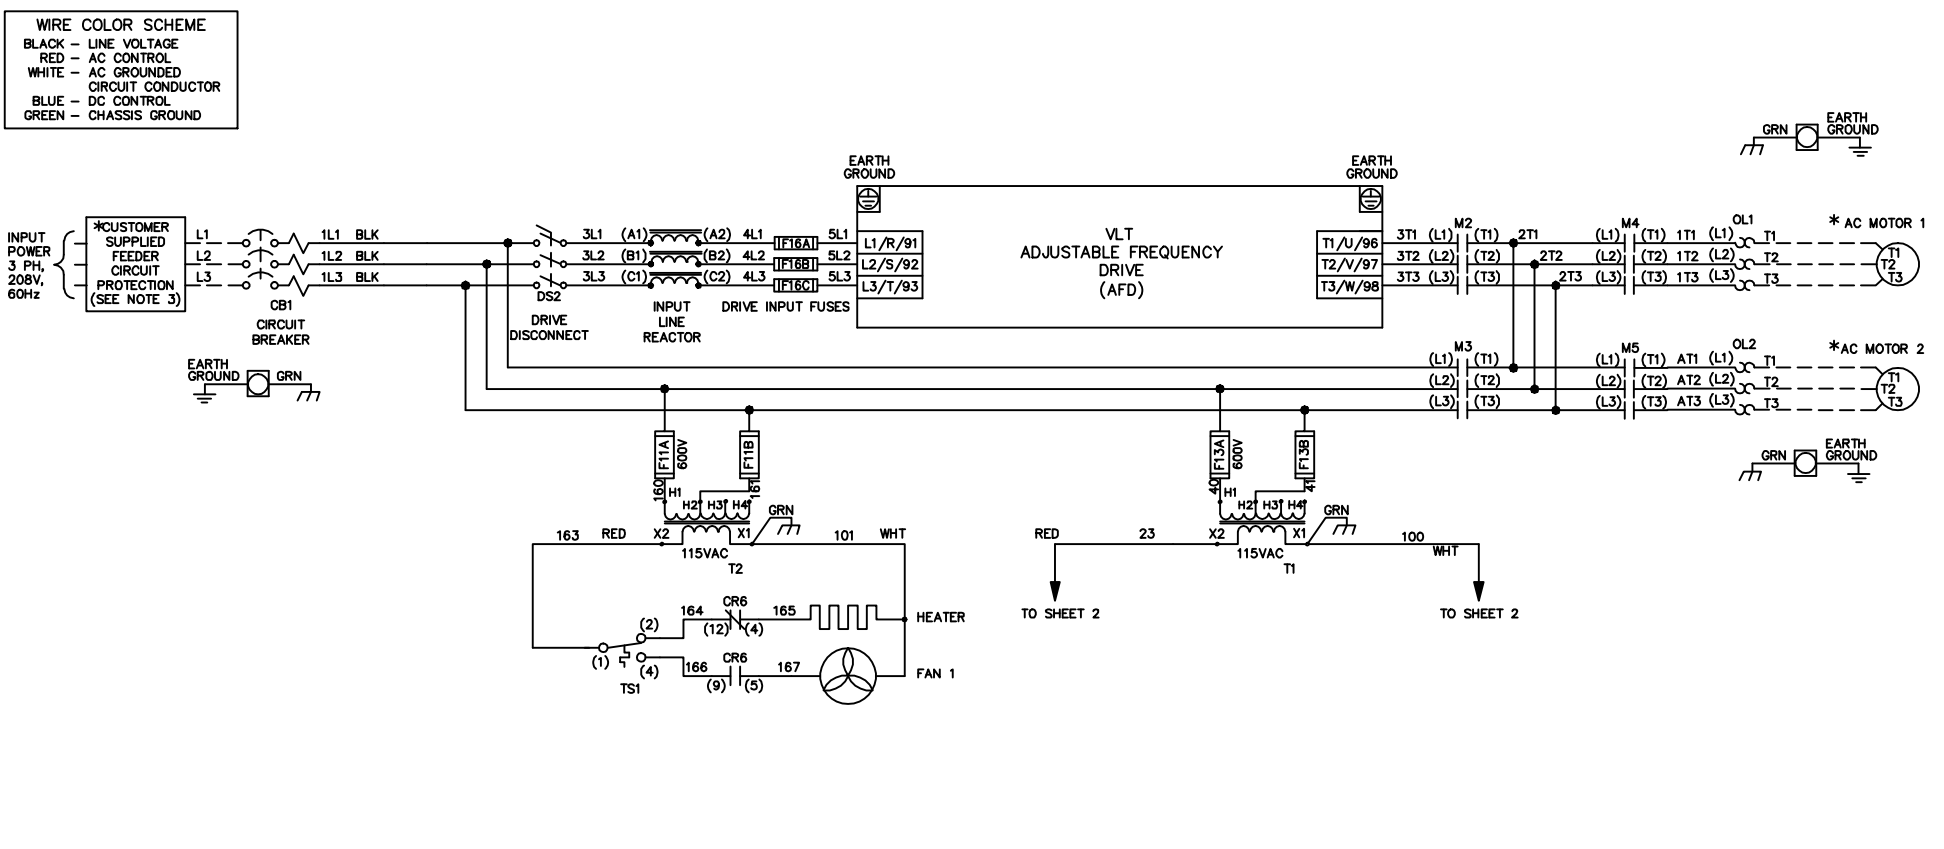 WIRE COLOR SCHEME
BLACK – LINE VOLTAGE
RED – AC CONTROL
WHITE – AC GROUNDED
CIRCUIT CONDUCTOR
BLUE – DC CONTROL
GREEN – CHASSIS GROUND
INPUT
POWER
3 PH,
208V,
60Hz
*CUSTOMER
SUPPLIED
FEEDER
CIRCUIT
PROTECTION
(SEE NOTE 3)
L1
L2
L3
CB1
CIRCUIT
BREAKER
1L1 BLK
1L2 BLK
1L3 BLK
EARTH
GROUND
GRN
DS2
DRIVE
DISCONNECT
3L1 (A1) (A2) 4L1 F16A 5L1
3L2 (B1) (B2) 4L2 F16B 5L2
3L3 (C1) (C2) 4L3 F16C 5L3
INPUT
LINE
REACTOR
DRIVE INPUT FUSES
EARTH
GROUND
EARTH
GROUND
L1/R/91
L2/S/92
L3/T/93
VLT
ADJUSTABLE FREQUENCY
DRIVE
(AFD)
T1/U/96
T2/V/97
T3/W/98
M2
3T1 (L1) (T1) 2T1
3T2 (L2) (T2) 2T2
3T3 (L3) (T3) 2T3
M4
(L1) (T1) 1T1 (L1) T1
(L2) (T2) 1T2 (L2) T2
(L3) (T3) 1T3 (L3) T3
OL1
* AC MOTOR 1
T1
T2
T3
GRN
EARTH
GROUND
M3
(L1) (T1)
(L2) (T2)
(L3) (T3)
M5
(L1) (T1) AT1 (L1) T1
(L2) (T2) AT2 (L2) T2
(L3) (T3) AT3 (L3) T3
OL2
*AC MOTOR 2
T1
T2
T3
GRN
EARTH
GROUND
F11A
600V
F11B
160
161
H1
H2 H3 H4
GRN
163 RED X2 X1 101 WHT
115VAC
T2
F13A
600V
F13B
40
41
H1
H2 H3 H4
GRN
RED 23 X2 X1 100
WHT
115VAC
T1
TO SHEET 2
TO SHEET 2
164 CR6 165
(12) (4)
HEATER
(2)
(1)
(4)
TS1
166 CR6 167
(9) (5)
FAN 1